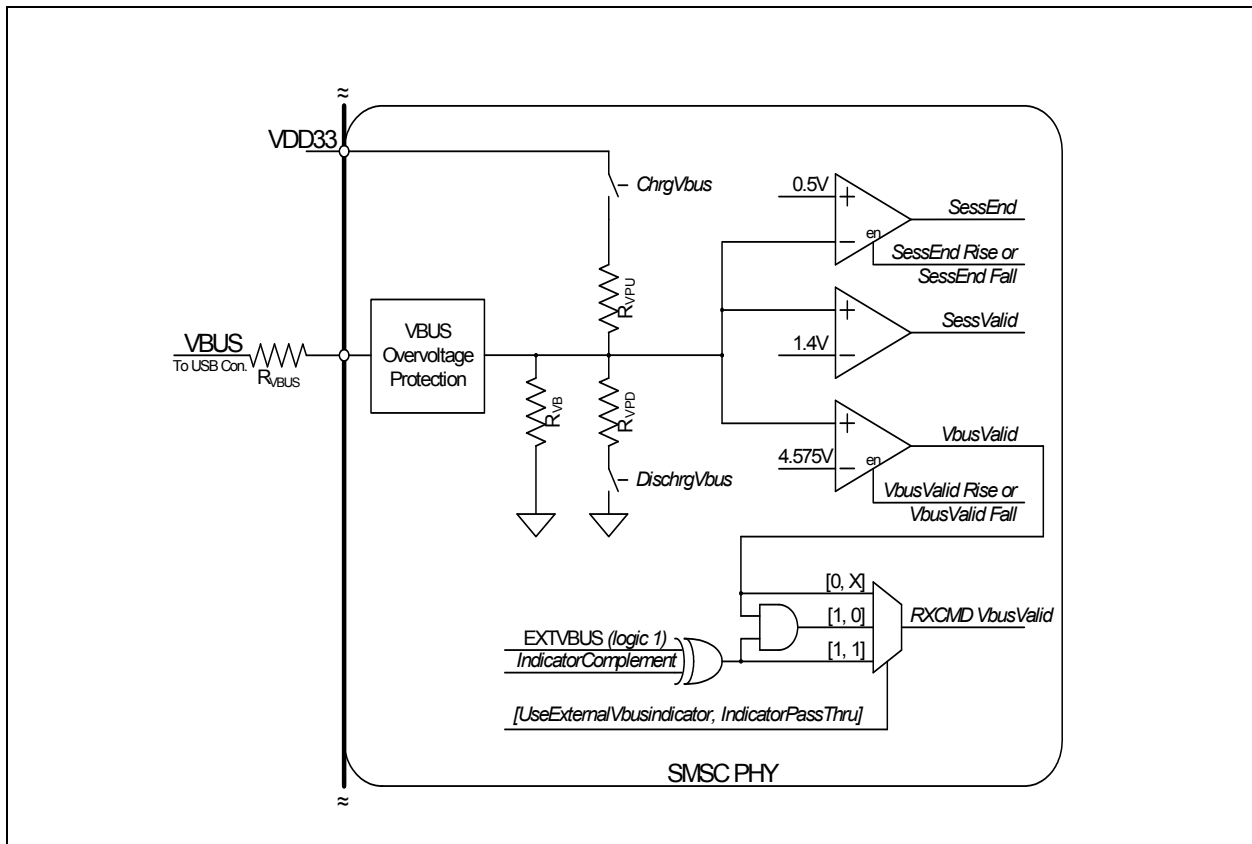 ≈
VDD33
ChrgVbus
RVPU
0.5V
+
−
en
SessEnd
SessEnd Rise or
SessEnd Fall
+
1.4V
−
SessValid
VBUS
To USB Con.
RVBUS
VBUS
Overvoltage
Protection
RVB
RVPD
DischrgVbus
+
4.575V
−
en
VbusValid
VbusValid Rise or
VbusValid Fall
[0, X]
[1, 0]
[1, 1]
RXCMD VbusValid
EXTVBUS (logic 1)
IndicatorComplement
[UseExternalVbusindicator, IndicatorPassThru]
SMSC PHY
≈